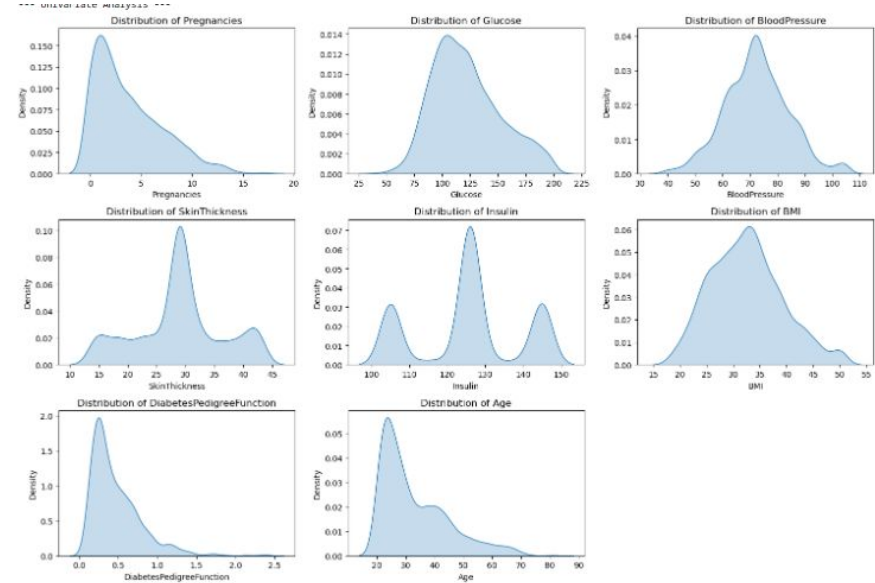 --- Univariate Analysis ---
Distribution of Pregnancies
Density
0.150
0.125
0.100
0.075
0.050
0.025
0.000
0 5 10 15 20
Pregnancies
Distribution of Glucose
Density
0.014
0.012
0.010
0.008
0.006
0.004
0.002
0.000
25 50 75 100 125 150 175 200 225
Glucose
Distribution of BloodPressure
Density
0.04
0.03
0.02
0.01
0.00
30 40 50 60 70 80 90 100 110
BloodPressure
Distribution of SkinThickness
Density
0.10
0.08
0.06
0.04
0.02
0.00
10 15 20 25 30 35 40 45
SkinThickness
Distribution of Insulin
Density
0.07
0.06
0.05
0.04
0.03
0.02
0.01
0.00
100 110 120 130 140 150
Insulin
Distribution of BMI
Density
0.06
0.05
0.04
0.03
0.02
0.01
0.00
15 20 25 30 35 40 45 50 55
BMI
Distribution of DiabetesPedigreeFunction
Density
2.0
1.5
1.0
0.5
0.0
0.0 0.5 1.0 1.5 2.0 2.5
DiabetesPedigreeFunction
Distribution of Age
Density
0.05
0.04
0.03
0.02
0.01
0.00
20 30 40 50 60 70 80 90
Age